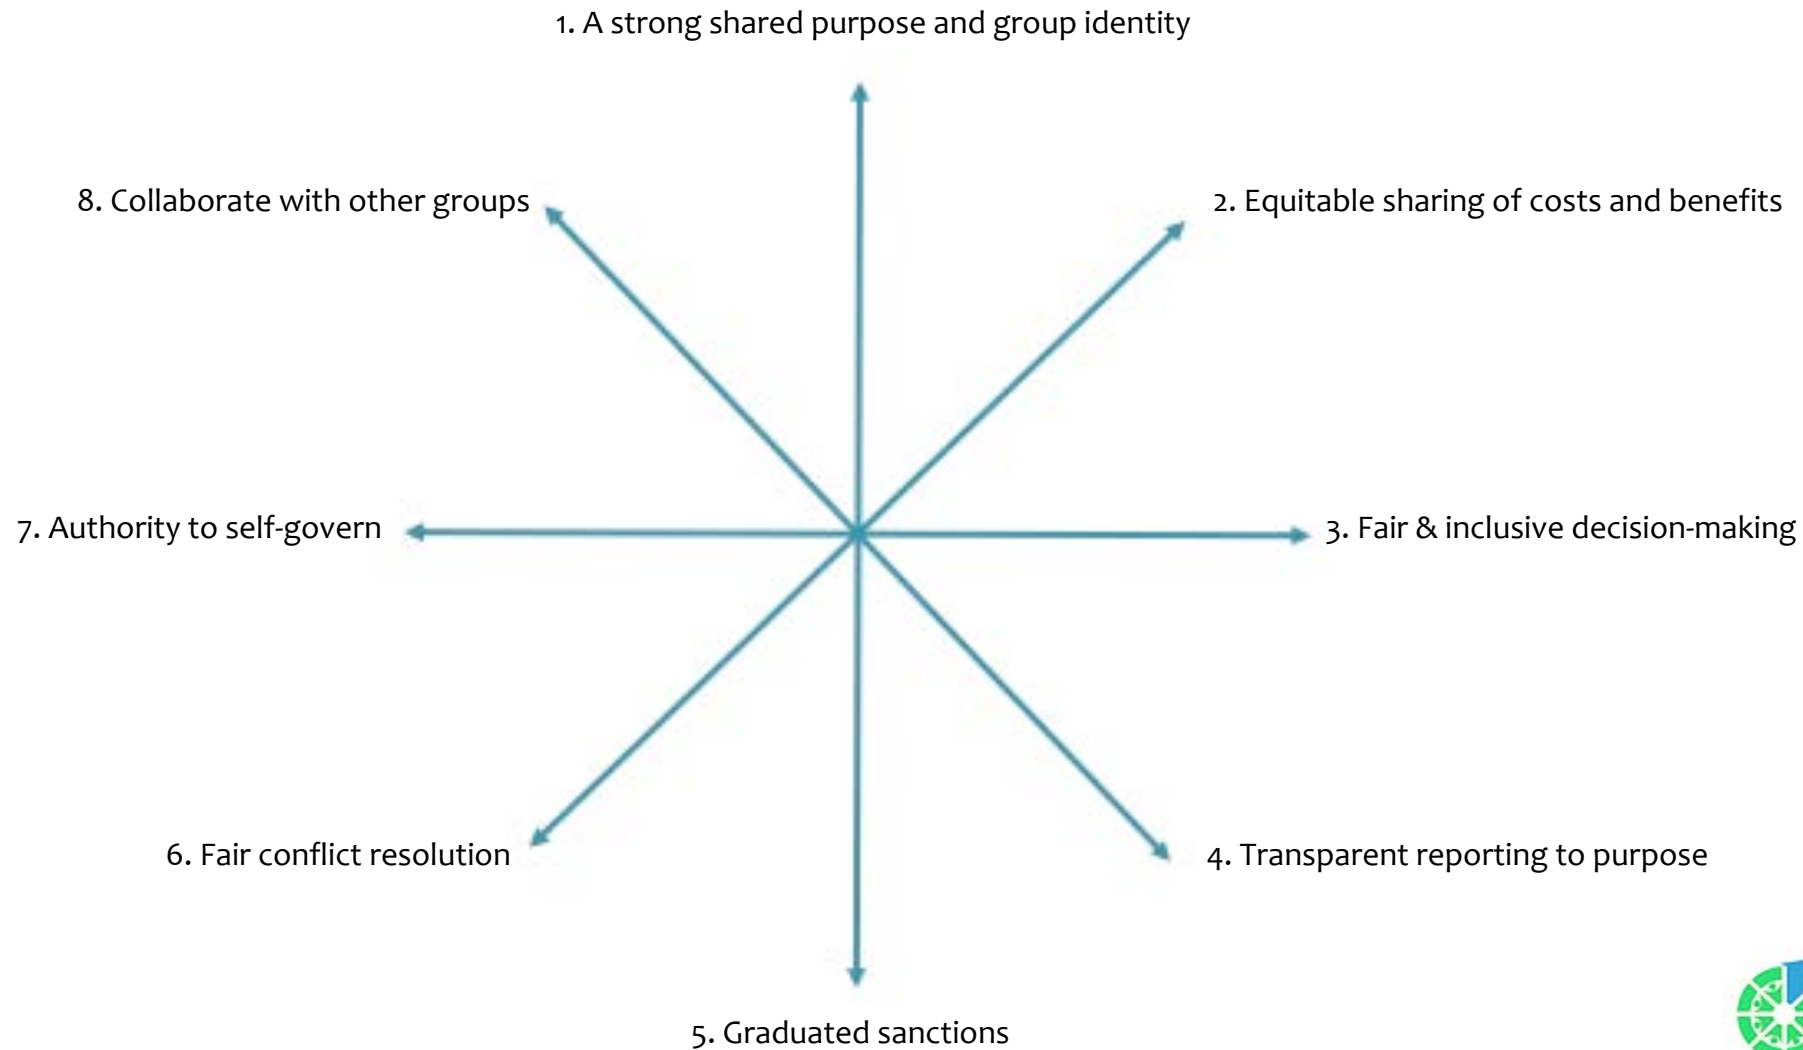 1. A strong shared purpose and group identity
2. Equitable sharing of costs and benefits
3. Fair & inclusive decision-making
4. Transparent reporting to purpose
5. Graduated sanctions
6. Fair conflict resolution
7. Authority to self-govern
8. Collaborate with other groups